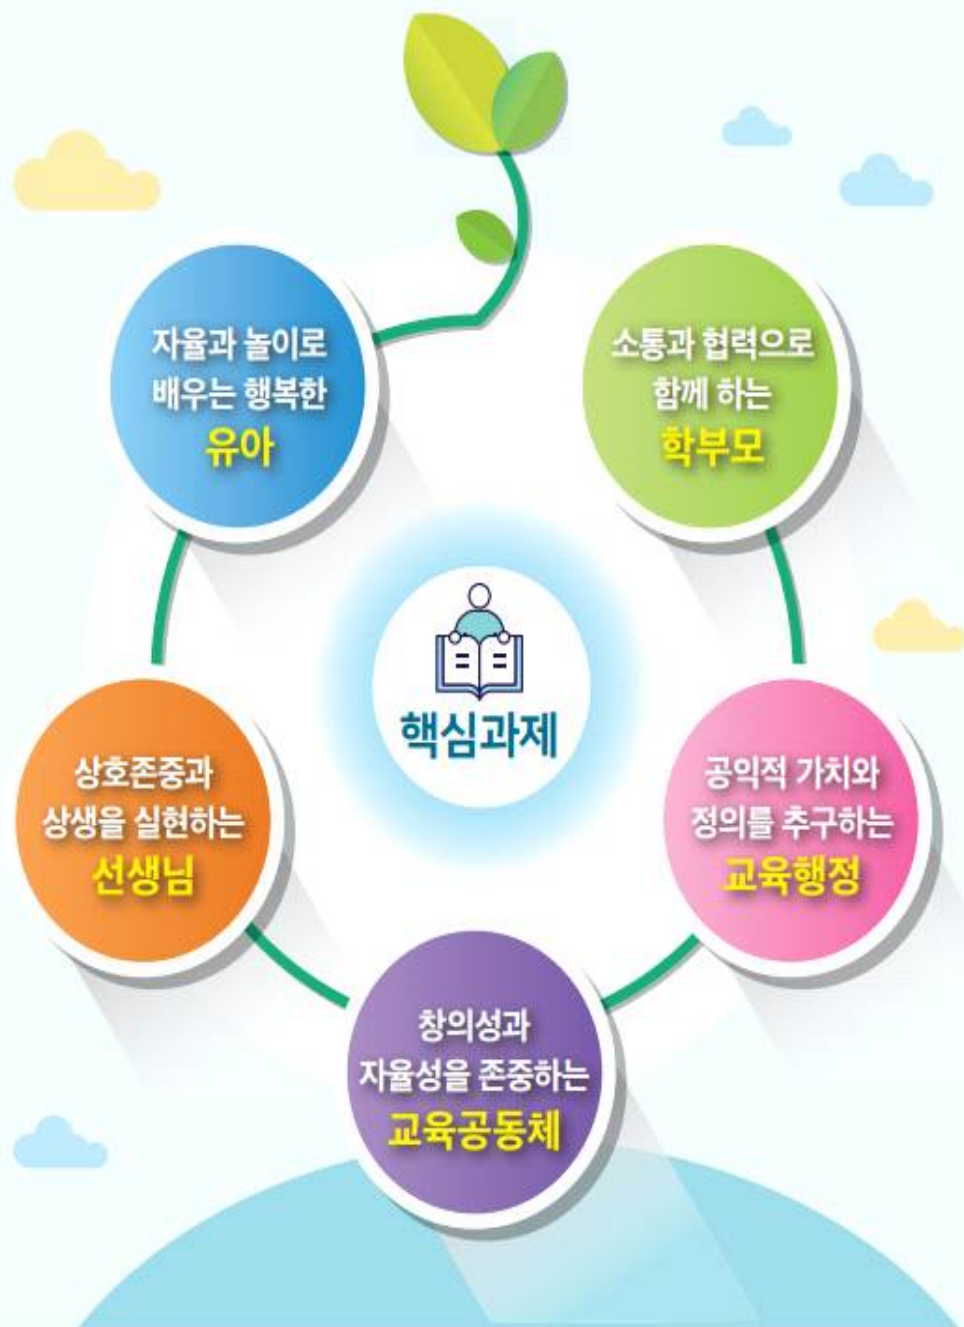 자율과 놀이로
배우는 행복한
유아
소통과 협력으로
함께 하는
학부모
핵심과제
상호존중과
상생을 실현하는
선생님
공익적 가치와
정의를 추구하는
교육행정
창의성과
자율성을 존중하는
교육공동체